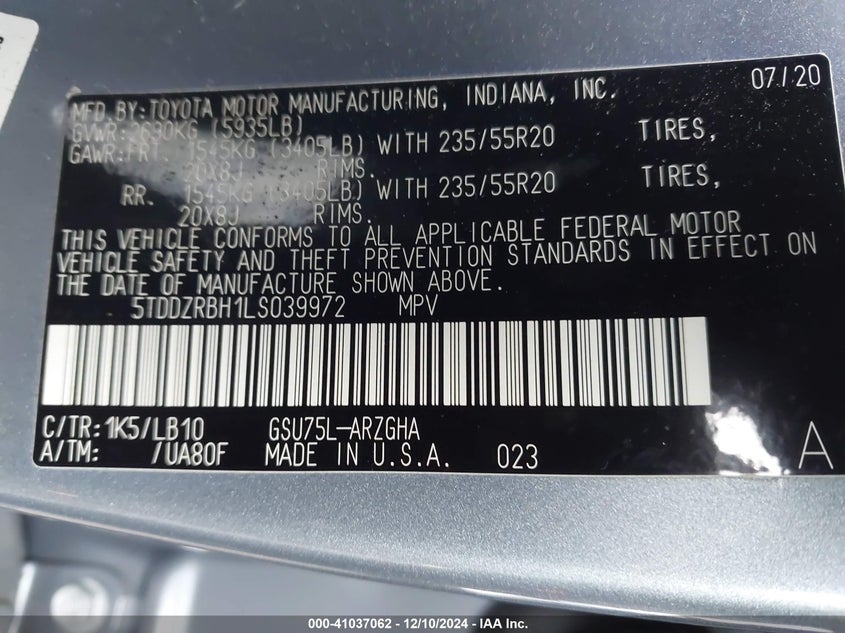 07/20
MFD.BY:TOYOTA MOTOR MANUFACTURING, INDIANA, INC.
GVWR:2690KG (5935LB)
GAWR:FRT. 1545KG (3405LB) WITH 235/55R20 TIRES,
20X8J RIMS.
RR. 1545KG (3405LB) WITH 235/55R20 TIRES,
20X8J RIMS.
THIS VEHICLE CONFORMS TO ALL APPLICABLE FEDERAL MOTOR
VEHICLE SAFETY AND THEFT PREVENTION STANDARDS IN EFFECT ON
THE DATE OF MANUFACTURE SHOWN ABOVE.
5TDDZRBH1LS039972 MPV
C/TR:1K5/LB10 GSU75L-ARZGHA
A/TM: /UA80F MADE IN U.S.A. 023 A
000-41037062 - 12/10/2024 - IAA Inc.